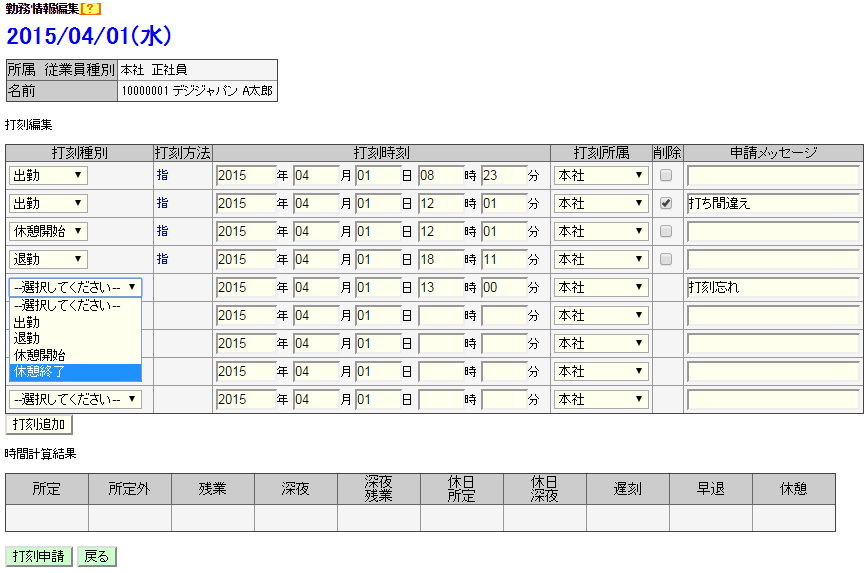 勤務情報編集[?]
2015/04/01(水)
所属 従業員種別 本社 正社員
名前 10000001 デジジャパン A太郎
打刻編集
打刻種別 打刻方法 打刻時刻 打刻所属 削除 申請メッセージ
出勤 指 2015 年 04 月 01 日 08 時 23 分 本社
出勤 指 2015 年 04 月 01 日 12 時 01 分 本社 打ち間違え
休憩開始 指 2015 年 04 月 01 日 12 時 01 分 本社
退勤 指 2015 年 04 月 01 日 18 時 11 分 本社
--選択してください-- 2015 年 04 月 01 日 13 時 00 分 本社 打刻忘れ
--選択してください--
出勤
退勤
休憩開始
休憩終了
2015 年 04 月 01 日 時 分 本社
2015 年 04 月 01 日 時 分 本社
2015 年 04 月 01 日 時 分 本社
--選択してください-- 2015 年 04 月 01 日 時 分 本社
打刻追加
時間計算結果
所定 所定外 残業 深夜 深夜残業 休日所定 休日深夜 遅刻 早退 休憩
打刻申請 戻る